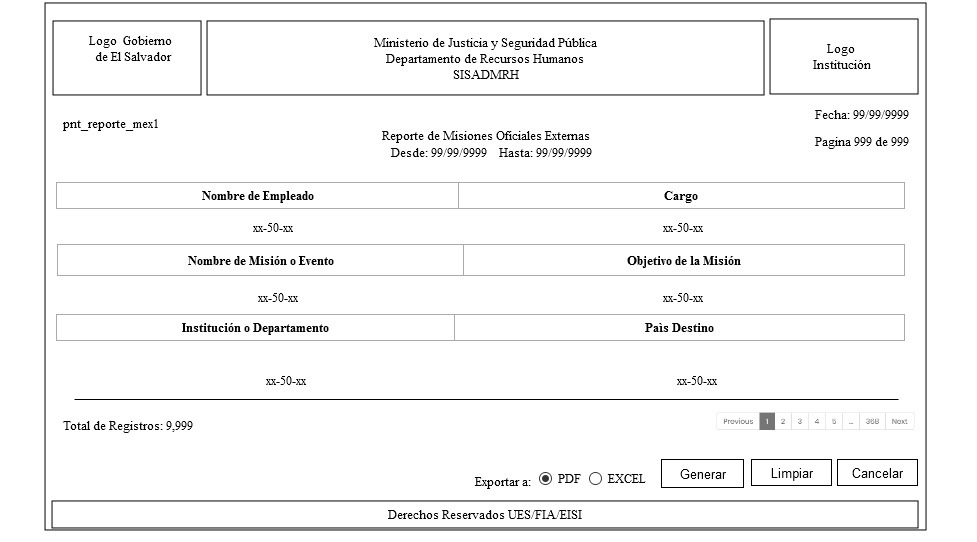 Logo Gobierno
de El Salvador
Ministerio de Justicia y Seguridad Pública
Departamento de Recursos Humanos
SISADMRH
Logo
Institución
pnt_reporte_mex1
Fecha: 99/99/9999
Reporte de Misiones Oficiales Externas
Pagina 999 de 999
Desde: 99/99/9999 Hasta: 99/99/9999
Nombre de Empleado Cargo
xx-50-xx xx-50-xx
Nombre de Misión o Evento Objetivo de la Misión
xx-50-xx xx-50-xx
Institución o Departamento Paìs Destino
xx-50-xx xx-50-xx
Total de Registros: 9,999
Previous 1 2 3 4 5 ... 368 Next
Exportar a: PDF EXCEL Generar Limpiar Cancelar
Derechos Reservados UES/FIA/EISI